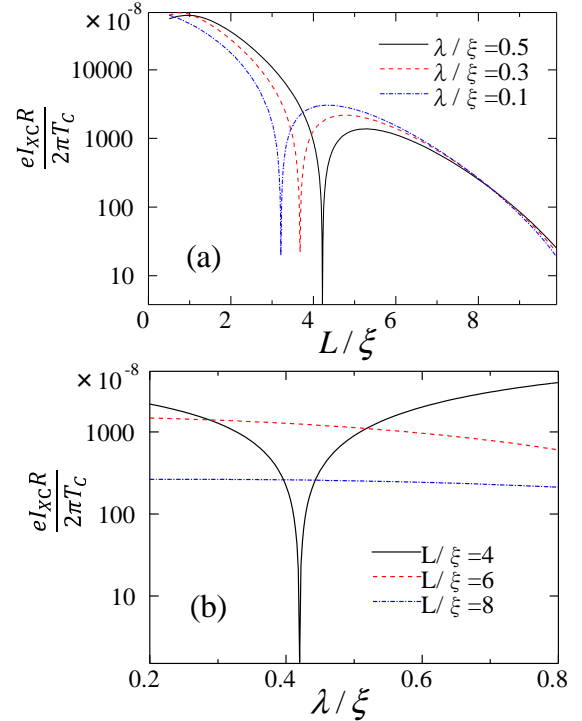 × 10⁻⁸
10000
1000
100
10
eI_XC R
2πT_C
λ / ξ =0.5
λ / ξ =0.3
λ / ξ =0.1
(a)
0 2 4 6 8
L/ξ
× 10⁻⁸
1000
100
10
eI_XC R
2πT_C
L/ ξ =4
L/ ξ =6
L/ ξ =8
(b)
0.2 0.4 0.6 0.8
λ/ξ